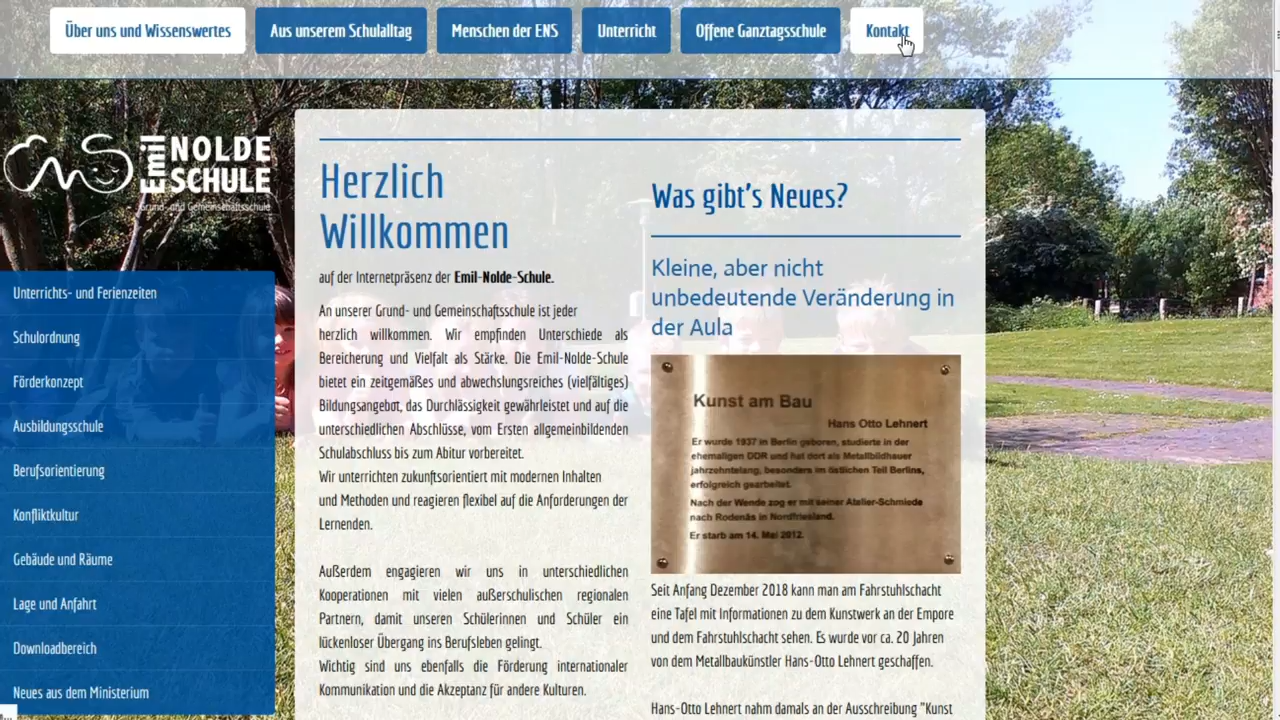 Über uns und Wissenswertes
Aus unserem Schulalltag
Menschen der ENS
Unterricht
Offene Ganztagsschule
Kontakt
Emil NOLDE
SCHULE
Grund- und Gemeinschaftsschule
Unterrichts- und Ferienzeiten
Schulordnung
Förderkonzept
Ausbildungsschule
Berufsorientierung
Konfliktkultur
Gebäude und Räume
Lage und Anfahrt
Downloadbereich
Neues aus dem Ministerium
Herzlich
Willkommen
auf der Internetpräsenz der Emil-Nolde-Schule.
An unserer Grund- und Gemeinschaftsschule ist jeder
herzlich willkommen. Wir empfinden Unterschiede als
Bereicherung und Vielfalt als Stärke. Die Emil-Nolde-Schule
bietet ein zeitgemäßes und abwechslungsreiches (vielfältiges)
Bildungsangebot, das Durchlässigkeit gewährleistet und auf die
unterschiedlichen Abschlüsse, vom Ersten allgemeinbildenden
Schulabschluss bis zum Abitur vorbereitet.
Wir unterrichten zukunftsorientiert mit modernen Inhalten
und Methoden und reagieren flexibel auf die Anforderungen der
Lernenden.
Außerdem engagieren wir uns in unterschiedlichen
Kooperationen mit vielen außerschulischen regionalen
Partnern, damit unseren Schülerinnen und Schüler ein
lückenloser Übergang ins Berufsleben gelingt.
Wichtig sind uns ebenfalls die Förderung internationaler
Kommunikation und die Akzeptanz für andere Kulturen.
Was gibt's Neues?
Kleine, aber nicht
unbedeutende Veränderung in
der Aula
Kunst am Bau
Hans Otto Lehnert
Er wurde 1937 in Berlin geboren, studierte in der
ehemaligen DDR und hat dort als Metallbildhauer
jahrzehntelang, besonders im östlichen Teil Berlins,
erfolgreich gearbeitet.
Nach der Wende zog er mit seiner Atelier-Schmiede
nach Rodenäs in Nordfriesland.
Er starb am 14. Mai 2012.
Seit Anfang Dezember 2018 kann man am Fahrstuhlschacht
eine Tafel mit Informationen zu dem Kunstwerk an der Empore
und dem Fahrstuhlschacht sehen. Es wurde vor ca. 20 Jahren
von dem Metallbaukünstler Hans-Otto Lehnert geschaffen.
Hans-Otto Lehnert nahm damals an der Ausschreibung "Kunst